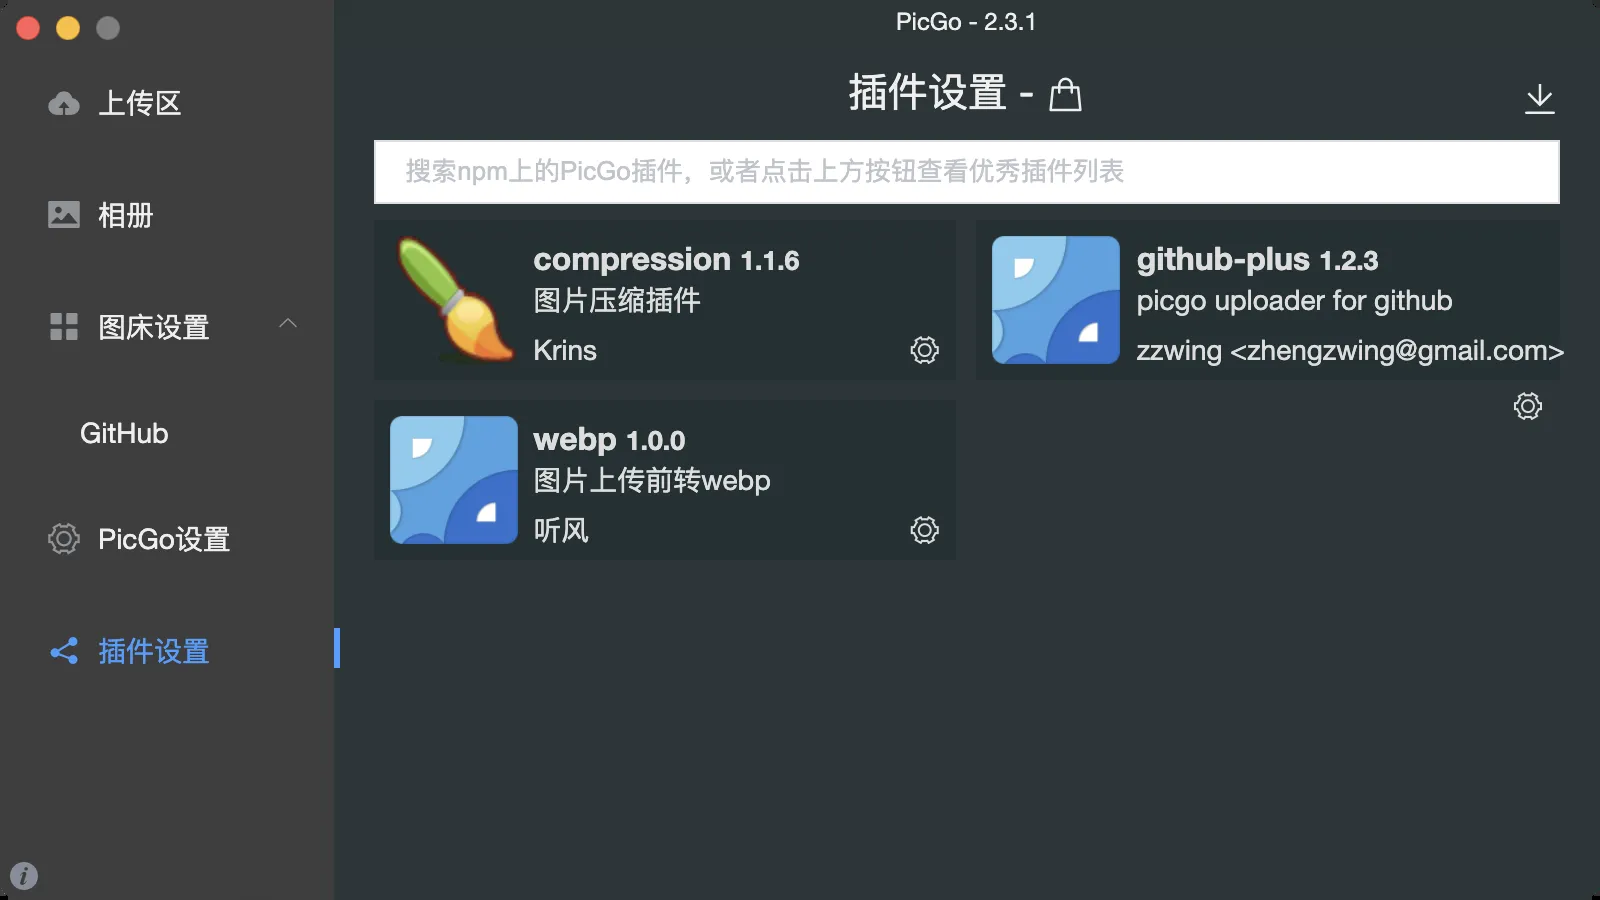 PicGo - 2.3.1
上传区
相册
图床设置
GitHub
PicGo设置
插件设置
插件设置 -
搜索npm上的PicGo插件，或者点击上方按钮查看优秀插件列表
compression 1.1.6
图片压缩插件
Krins
github-plus 1.2.3
picgo uploader for github
zzwing <zhengzwing@gmail.com>
webp 1.0.0
图片上传前转webp
听风